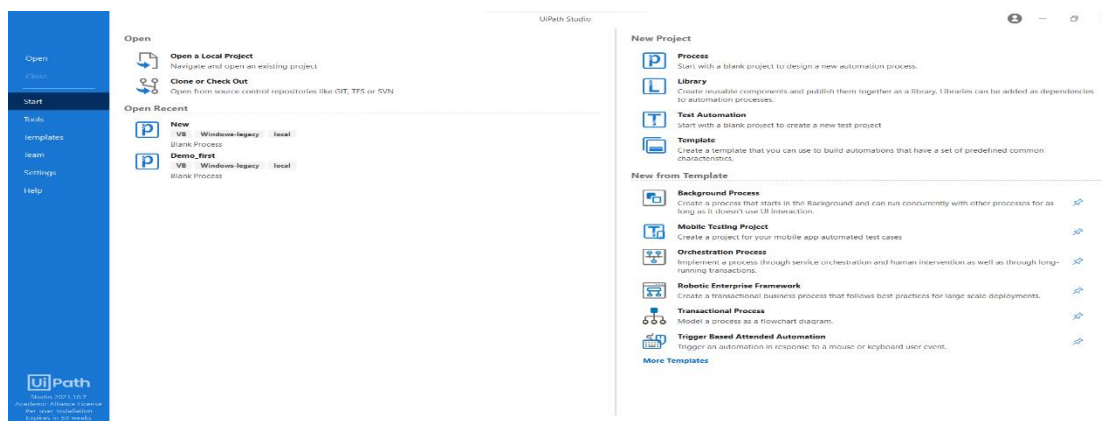 UiPath Studio
Open
Close
Start
Tools
Templates
Team
Settings
Help
UiPath
Studio 2021.10.7
Academic Alliance License
Per user installation
Expires in 50 weeks
Open
Open a Local Project
Navigate and open an existing project
Clone or Check Out
Open from source control repositories like GIT, TFS or SVN
Open Recent
New
VB Windows-legacy local
Blank Process
Demo_first
VB Windows-legacy local
Blank Process
New Project
Process
Start with a blank project to design a new automation process.
Library
Create reusable components and publish them together as a library. Libraries can be added as dependencies
to automation processes.
Test Automation
Start with a blank project to create a new test project
Template
Create a template that you can use to build automations that have a set of predefined common
characteristics.
New from Template
Background Process
Create a process that starts in the Background and can run concurrently with other processes for as
long as it doesn't use UI interaction.
Mobile Testing Project
Create a project for your mobile app automated test cases
Orchestration Process
Implement a process through service orchestration and human intervention as well as through long-
running transactions.
Robotic Enterprise Framework
Create a transactional business process that follows best practices for large scale deployments.
Transactional Process
Model a process as a flowchart diagram.
Trigger Based Attended Automation
Trigger an automation in response to a mouse or keyboard user event.
More Templates